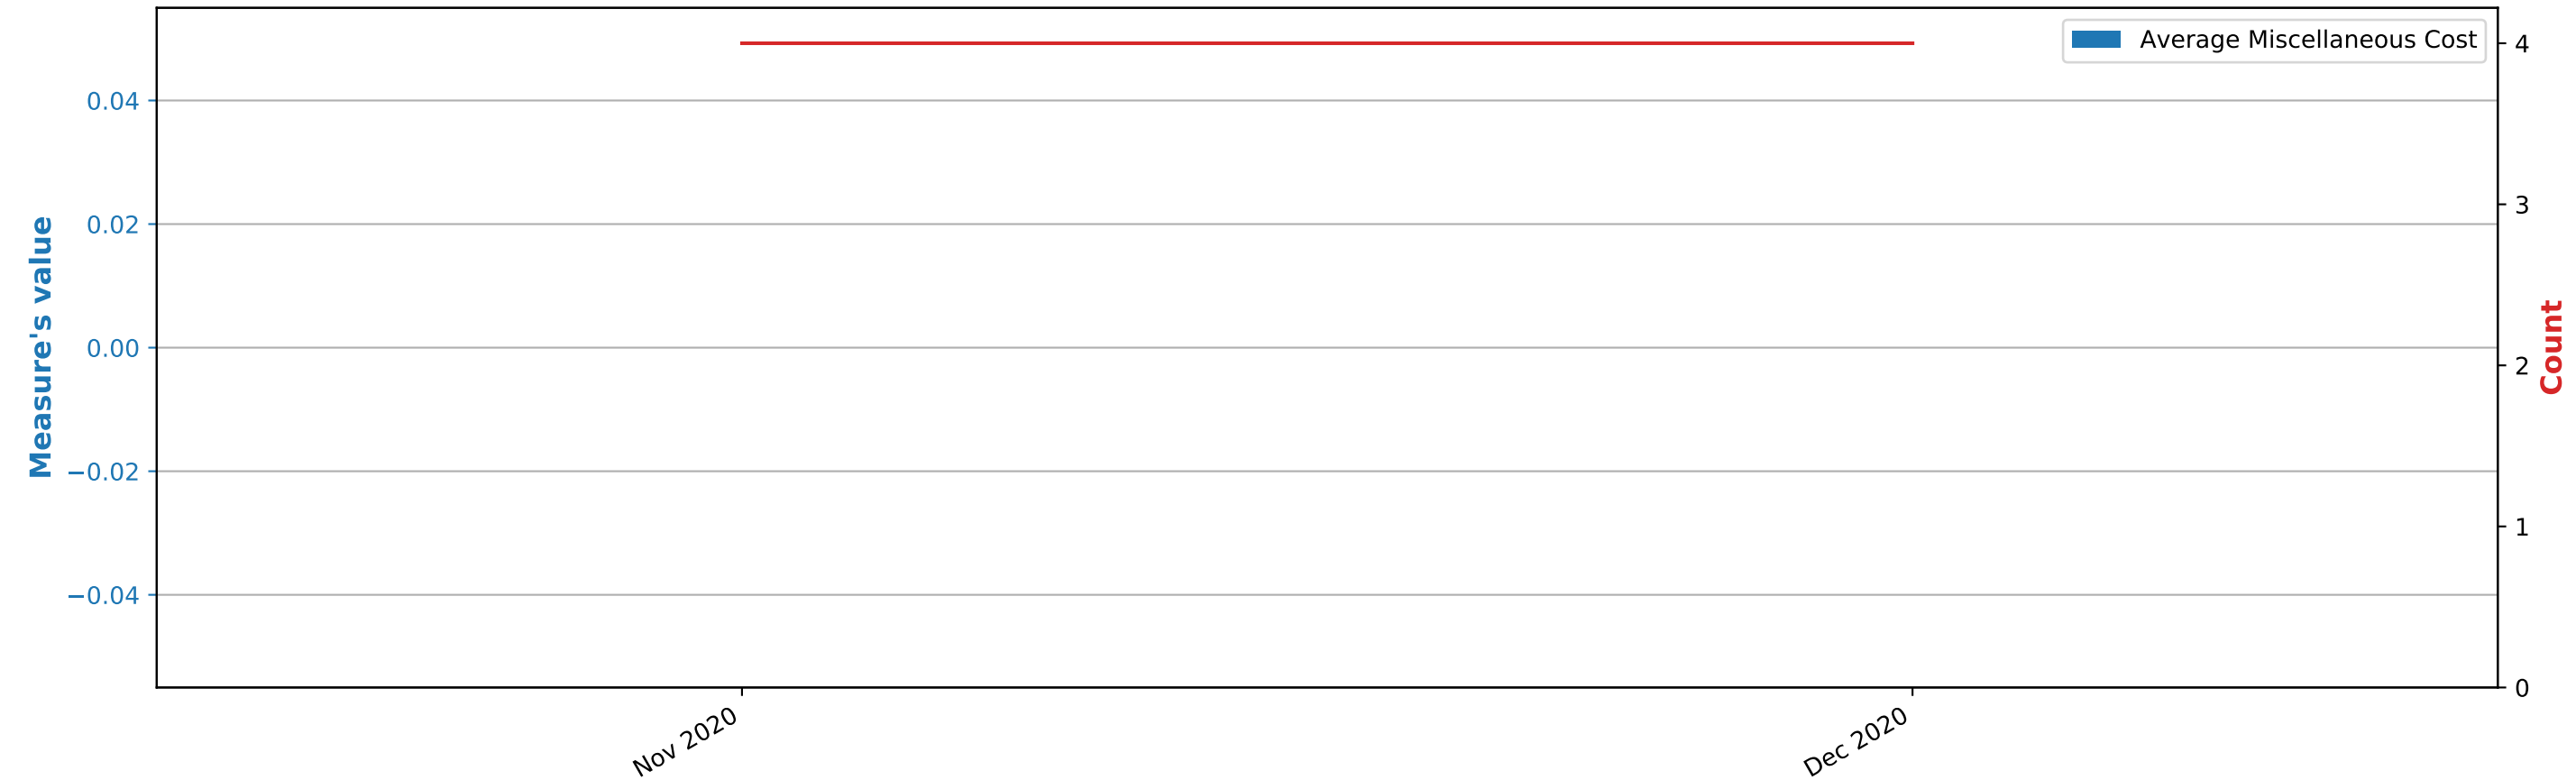 Average Miscellaneous Cost
Measure's value
0.04
0.02
0.00
−0.02
−0.04
4
3
2
1
0
Count
Nov 2020
Dec 2020